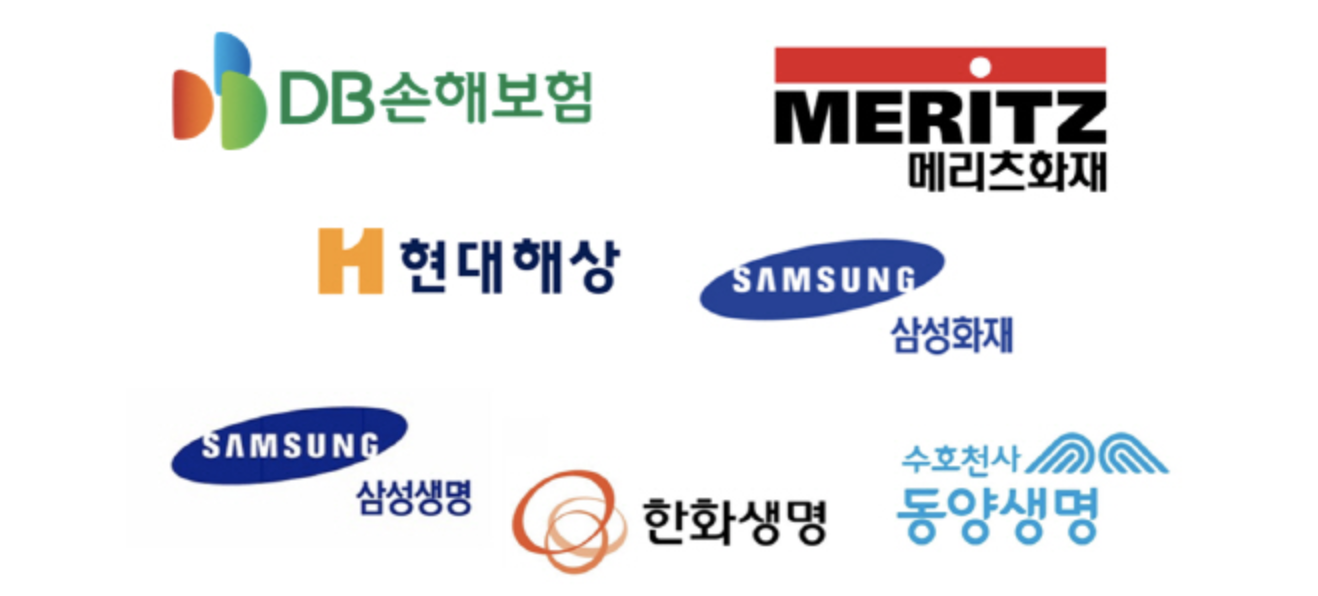 DB손해보험
MERITZ
메리츠화재
현대해상
SAMSUNG
삼성화재
SAMSUNG
삼성생명
한화생명
수호천사
동양생명